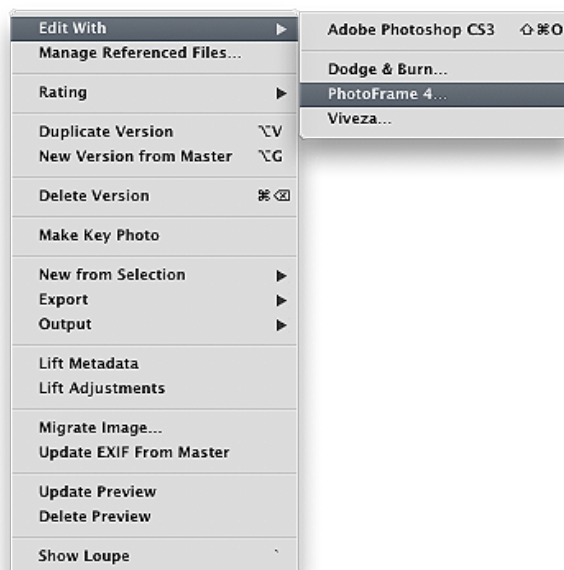 Edit With ▶
Manage Referenced Files...
Rating ▶
Duplicate Version ⌥V
New Version from Master ⌥G
Delete Version ⌘⌫
Make Key Photo
New from Selection ▶
Export ▶
Output ▶
Lift Metadata
Lift Adjustments
Migrate Image...
Update EXIF From Master
Update Preview
Delete Preview
Show Loupe `
Adobe Photoshop CS3 ⇧⌘O
Dodge & Burn...
PhotoFrame 4...
Viveza...